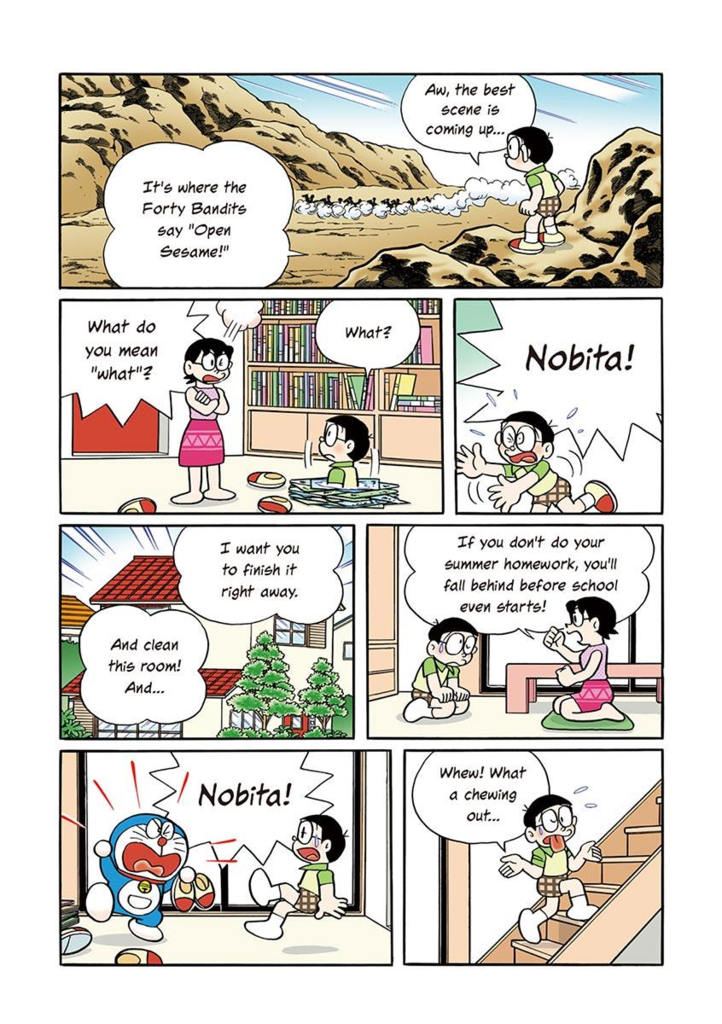 Aw, the best
scene is
coming up...
It's where the
Forty Bandits
say "Open
Sesame!"
Nobita!
What?
What do
you mean
"what"?
If you don't do your
summer homework, you'll
fall behind before school
even starts!
I want you
to finish it
right away.
And clean
this room!
And...
Whew! What
a chewing
out...
Nobita!